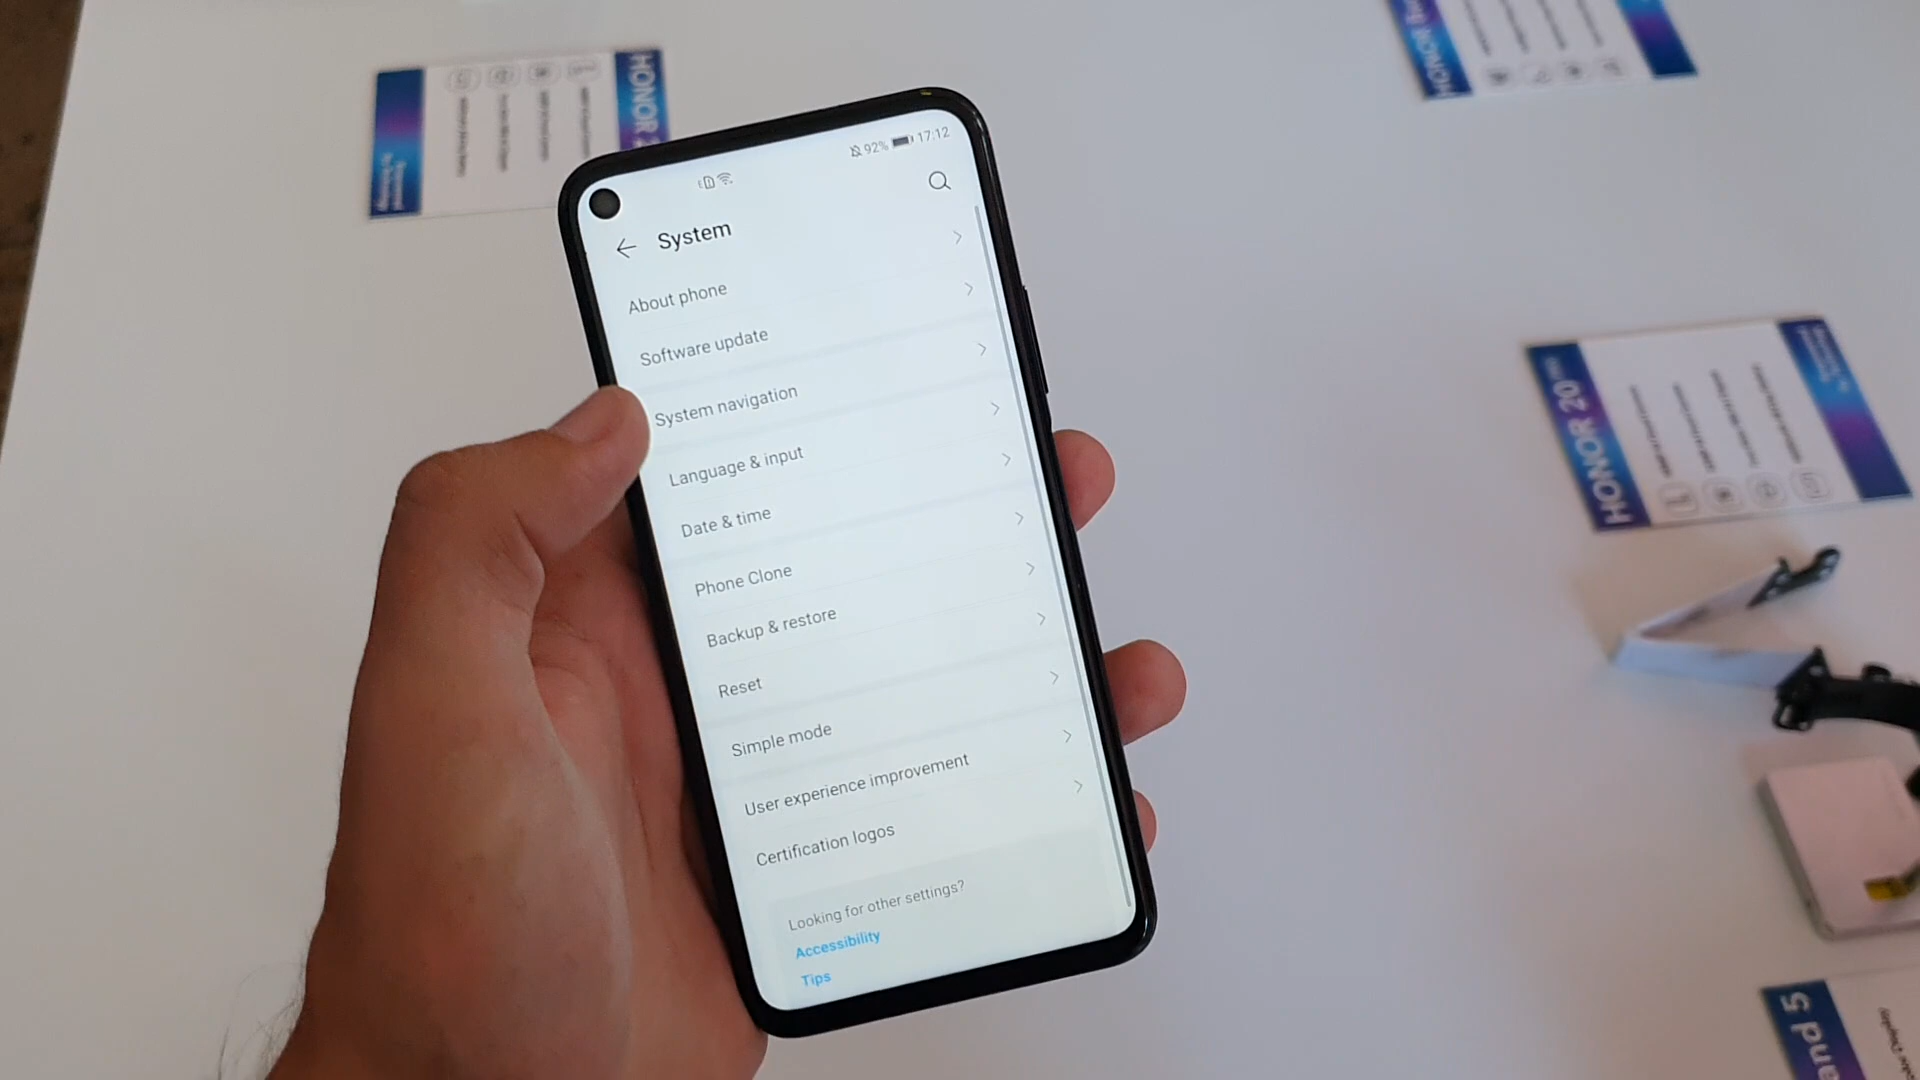 92% 17:12
System
About phone
Software update
System navigation
Language & input
Date & time
Phone Clone
Backup & restore
Reset
Simple mode
User experience improvement
Certification logos
Looking for other settings?
Accessibility
Tips
HONOR 2
HONOR
HONOR 20
and 5